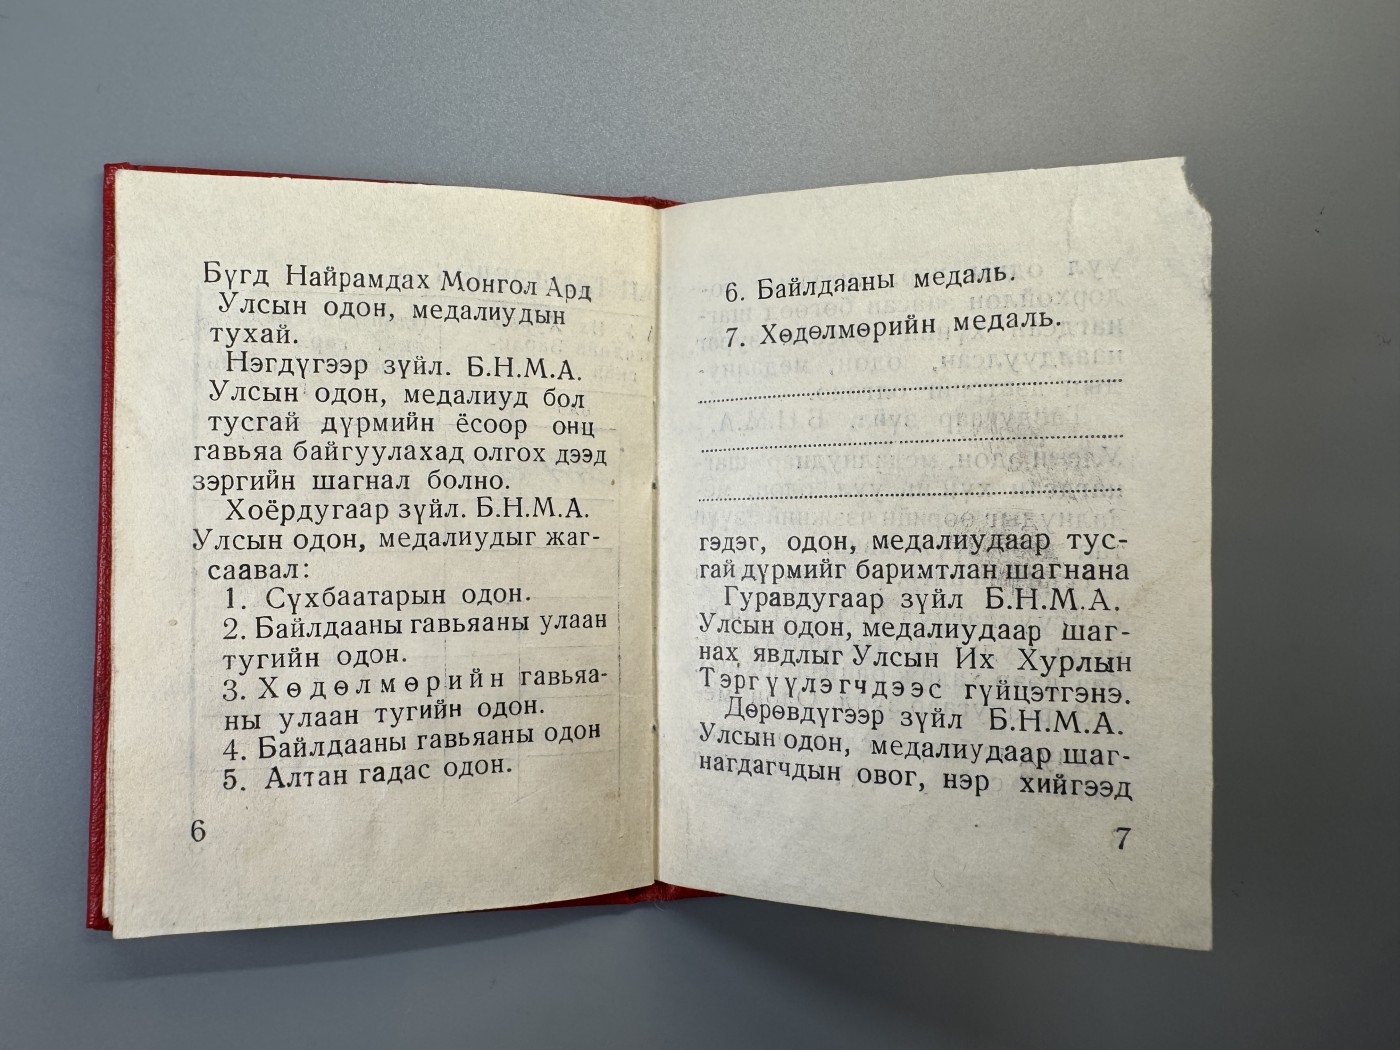 Бүгд Найрамдах Монгол Ард
Улсын одон, медалиудын
тухай.
Нэгдүгээр зүйл. Б.Н.М.А.
Улсын одон, медалиуд бол
тусгай дүрмийн ёсоор онц
гавьяа байгуулахад олгох дээд
зэргийн шагнал болно.
Хоёрдугаар зүйл. Б.Н.М.А.
Улсын одон, медалиудыг жаг-
саавал:
1. Сүхбаатарын одон.
2. Байлдааны гавьяаны улаан
тугийн одон.
3. Хөдөлмөрийн гавьяа-
ны улаан тугийн одон.
4. Байлдааны гавьяаны одон
5. Алтан гадас одон.
6
6. Байлдааны медаль.
7. Хөдөлмөрийн медаль.
гэдэг, одон, медалиудаар тус-
гай дүрмийг баримтлан шагнана
Гуравдугаар зүйл Б.Н.М.А.
Улсын одон, медалиудаар шаг-
нах явдлыг Улсын Их Хурлын
Тэргүүлэгчдээс гүйцэтгэнэ.
Дөрөвдүгээр зүйл Б.Н.М.А.
Улсын одон, медалиудаар шаг-
нагдагчдын овог, нэр хийгээд
7